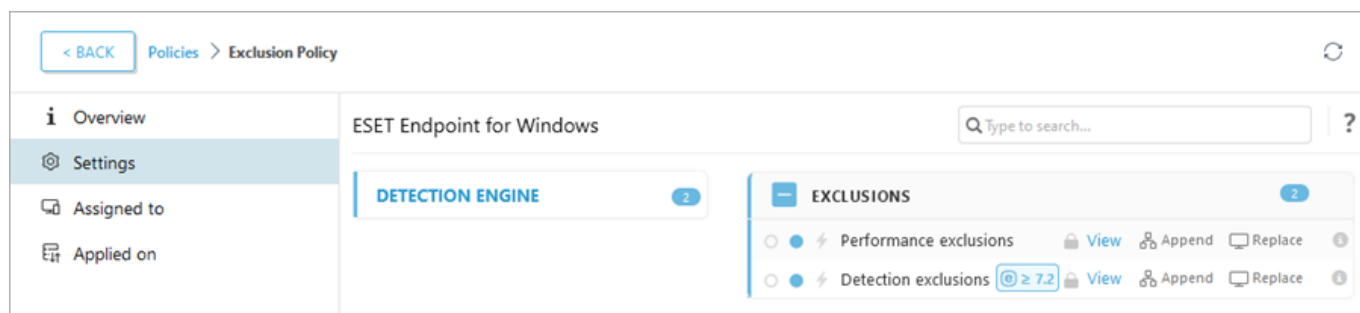 < BACK Policies > Exclusion Policy
Overview
Settings
Assigned to
Applied on
ESET Endpoint for Windows
Type to search...
?
DETECTION ENGINE 2
EXCLUSIONS 2
Performance exclusions View Append Replace
Detection exclusions e ≥ 7.2 View Append Replace